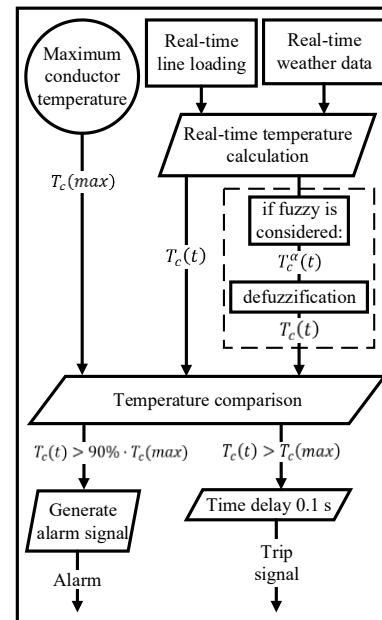 Maximum
conductor
temperature
Real-time
line loading
Real-time
weather data
Real-time temperature
calculation
T_c(max)
T_c(t)
if fuzzy is
considered:
T_c^α(t)
defuzzification
T_c(t)
Temperature comparison
T_c(t) > 90% · T_c(max)
T_c(t) > T_c(max)
Generate
alarm signal
Time delay 0.1 s
Alarm
Trip
signal